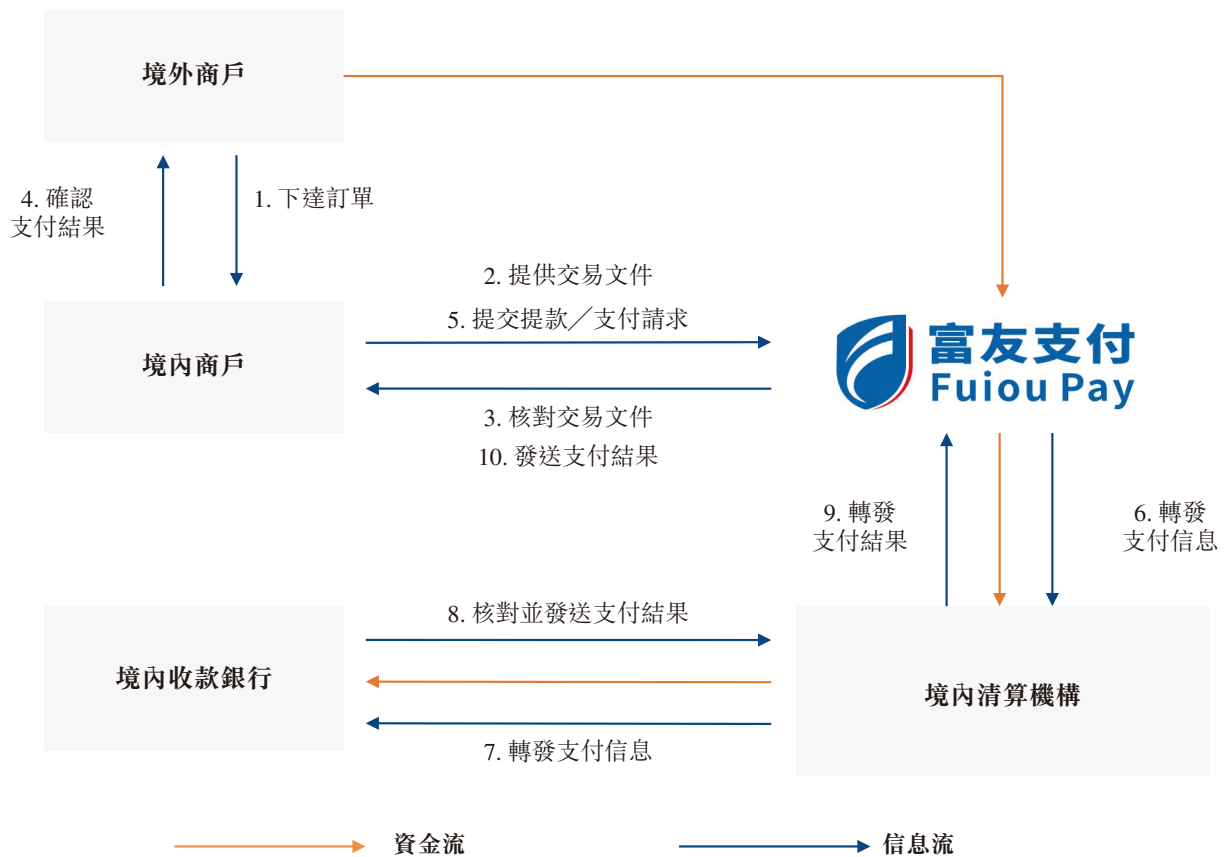 境外商戶
4. 確認
支付結果
1. 下達訂單
2. 提供交易文件
5. 提交提款／支付請求
境內商戶
富友支付
Fuiou Pay
3. 核對交易文件
10. 發送支付結果
9. 轉發
支付結果
6. 轉發
支付信息
8. 核對並發送支付結果
境內收款銀行
境內清算機構
7. 轉發支付信息
資金流
信息流